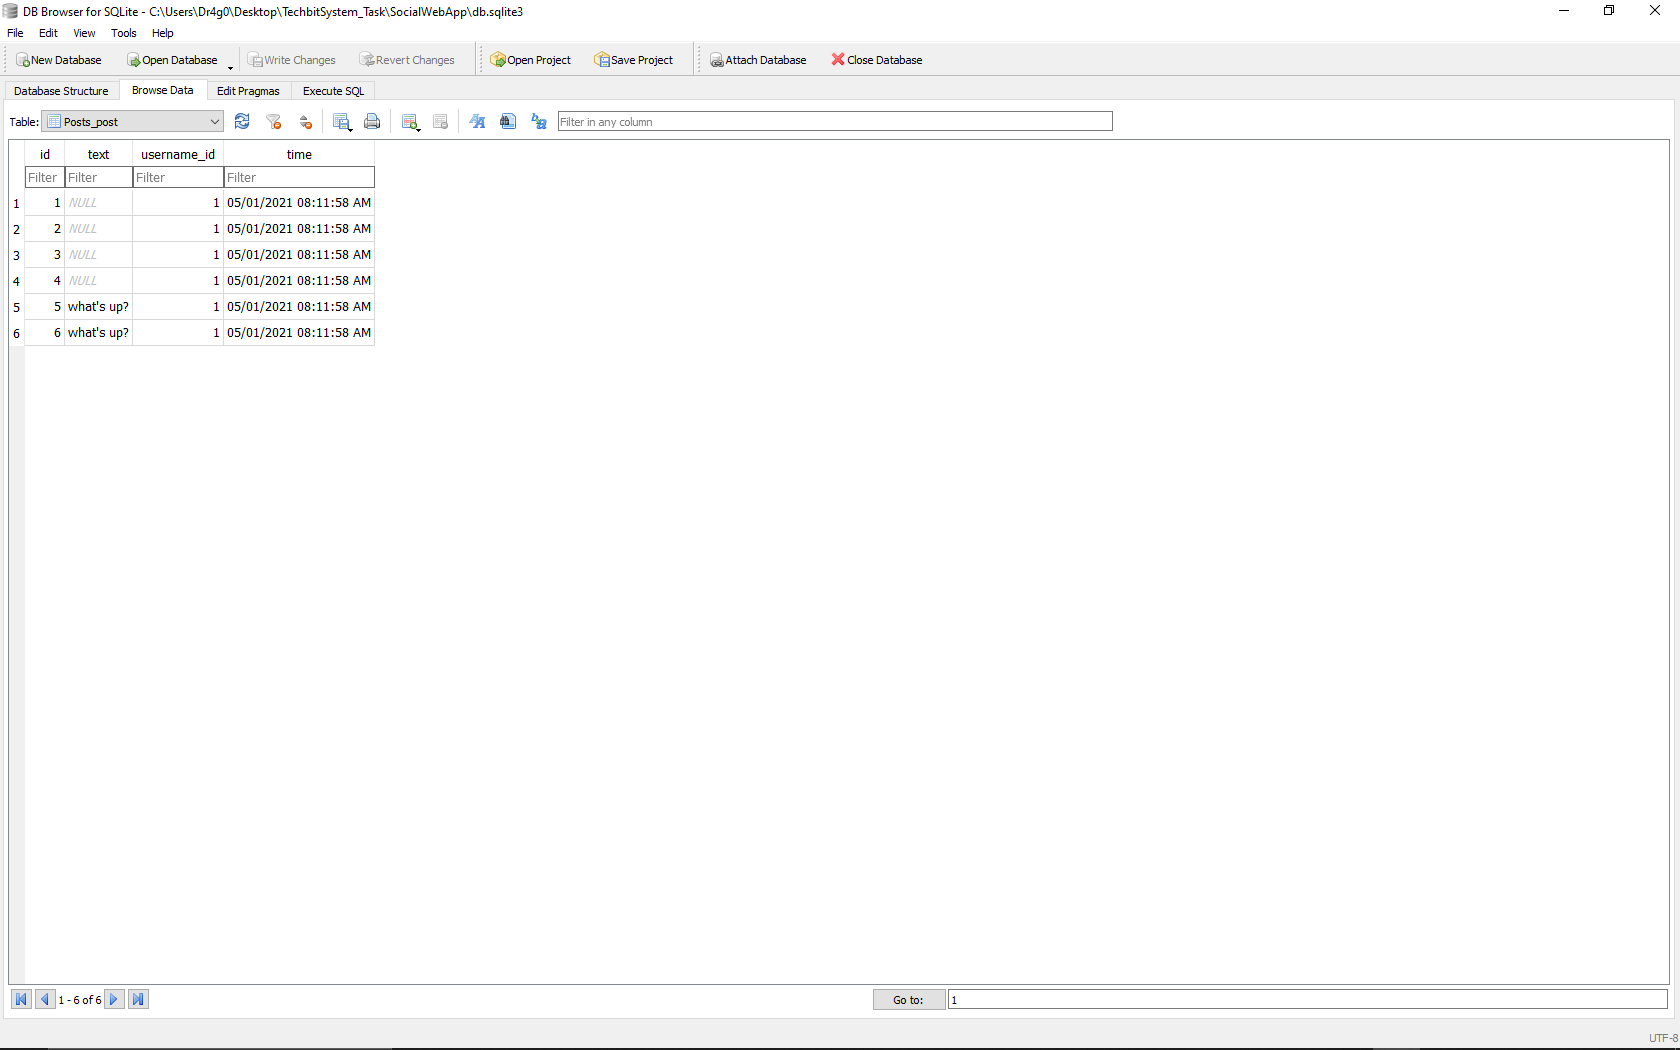 DB Browser for SQLite - C:\Users\Dr4g0\Desktop\TechbitSystem_Task\SocialWebApp\db.sqlite3
File Edit View Tools Help
New Database Open Database Write Changes Revert Changes Open Project Save Project Attach Database Close Database
Database Structure Browse Data Edit Pragmas Execute SQL
Table: Posts_post Filter in any column
id text username_id time
Filter Filter Filter Filter
1 1 NULL 1 05/01/2021 08:11:58 AM
2 2 NULL 1 05/01/2021 08:11:58 AM
3 3 NULL 1 05/01/2021 08:11:58 AM
4 4 NULL 1 05/01/2021 08:11:58 AM
5 5 what's up? 1 05/01/2021 08:11:58 AM
6 6 what's up? 1 05/01/2021 08:11:58 AM
1 - 6 of 6 Go to: 1
UTF-8